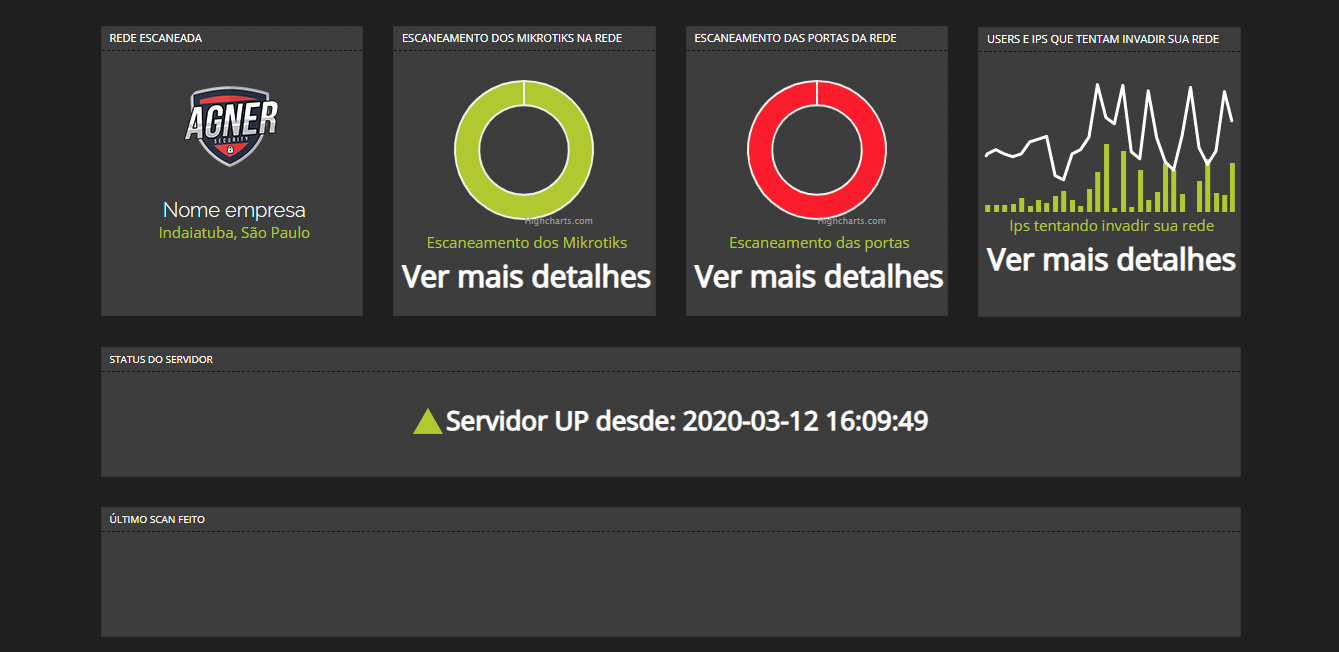 REDE ESCANEADA
AGNER
SECURITY
Nome empresa
Indaiatuba, São Paulo
ESCANEAMENTO DOS MIKROTIKS NA REDE
Highcharts.com
Escaneamento dos Mikrotiks
Ver mais detalhes
ESCANEAMENTO DAS PORTAS DA REDE
Highcharts.com
Escaneamento das portas
Ver mais detalhes
USERS E IPS QUE TENTAM INVADIR SUA REDE
Ips tentando invadir sua rede
Ver mais detalhes
STATUS DO SERVIDOR
Servidor UP desde: 2020-03-12 16:09:49
ÚLTIMO SCAN FEITO